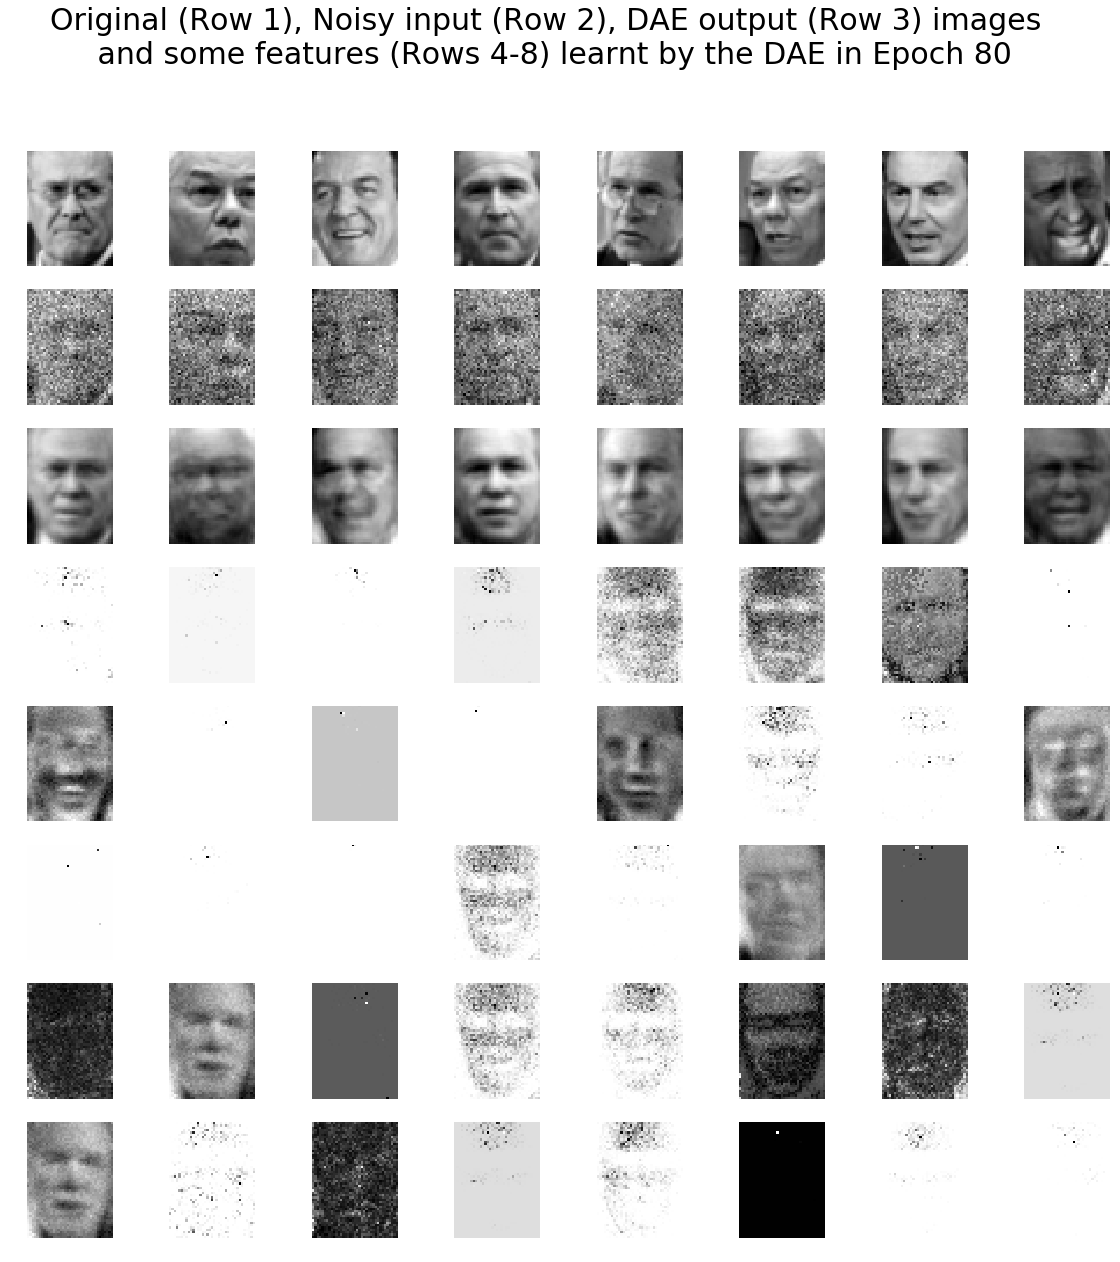 Original (Row 1), Noisy input (Row 2), DAE output (Row 3) images
and some features (Rows 4-8) learnt by the DAE in Epoch 80